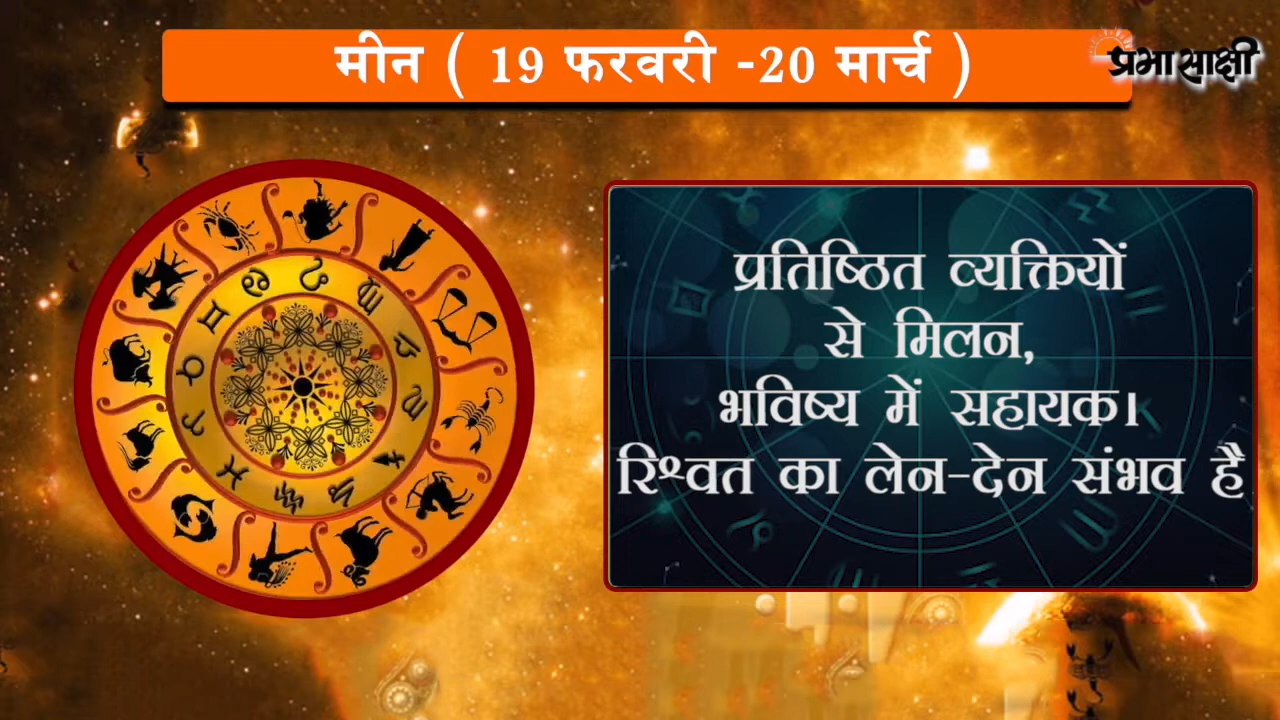 मीन ( 19 फरवरी -20 मार्च )
प्रभासाक्षी
प्रतिष्ठित व्यक्तियों
से मिलन,
भविष्य में सहायक।
रिश्वत का लेन-देन संभव है